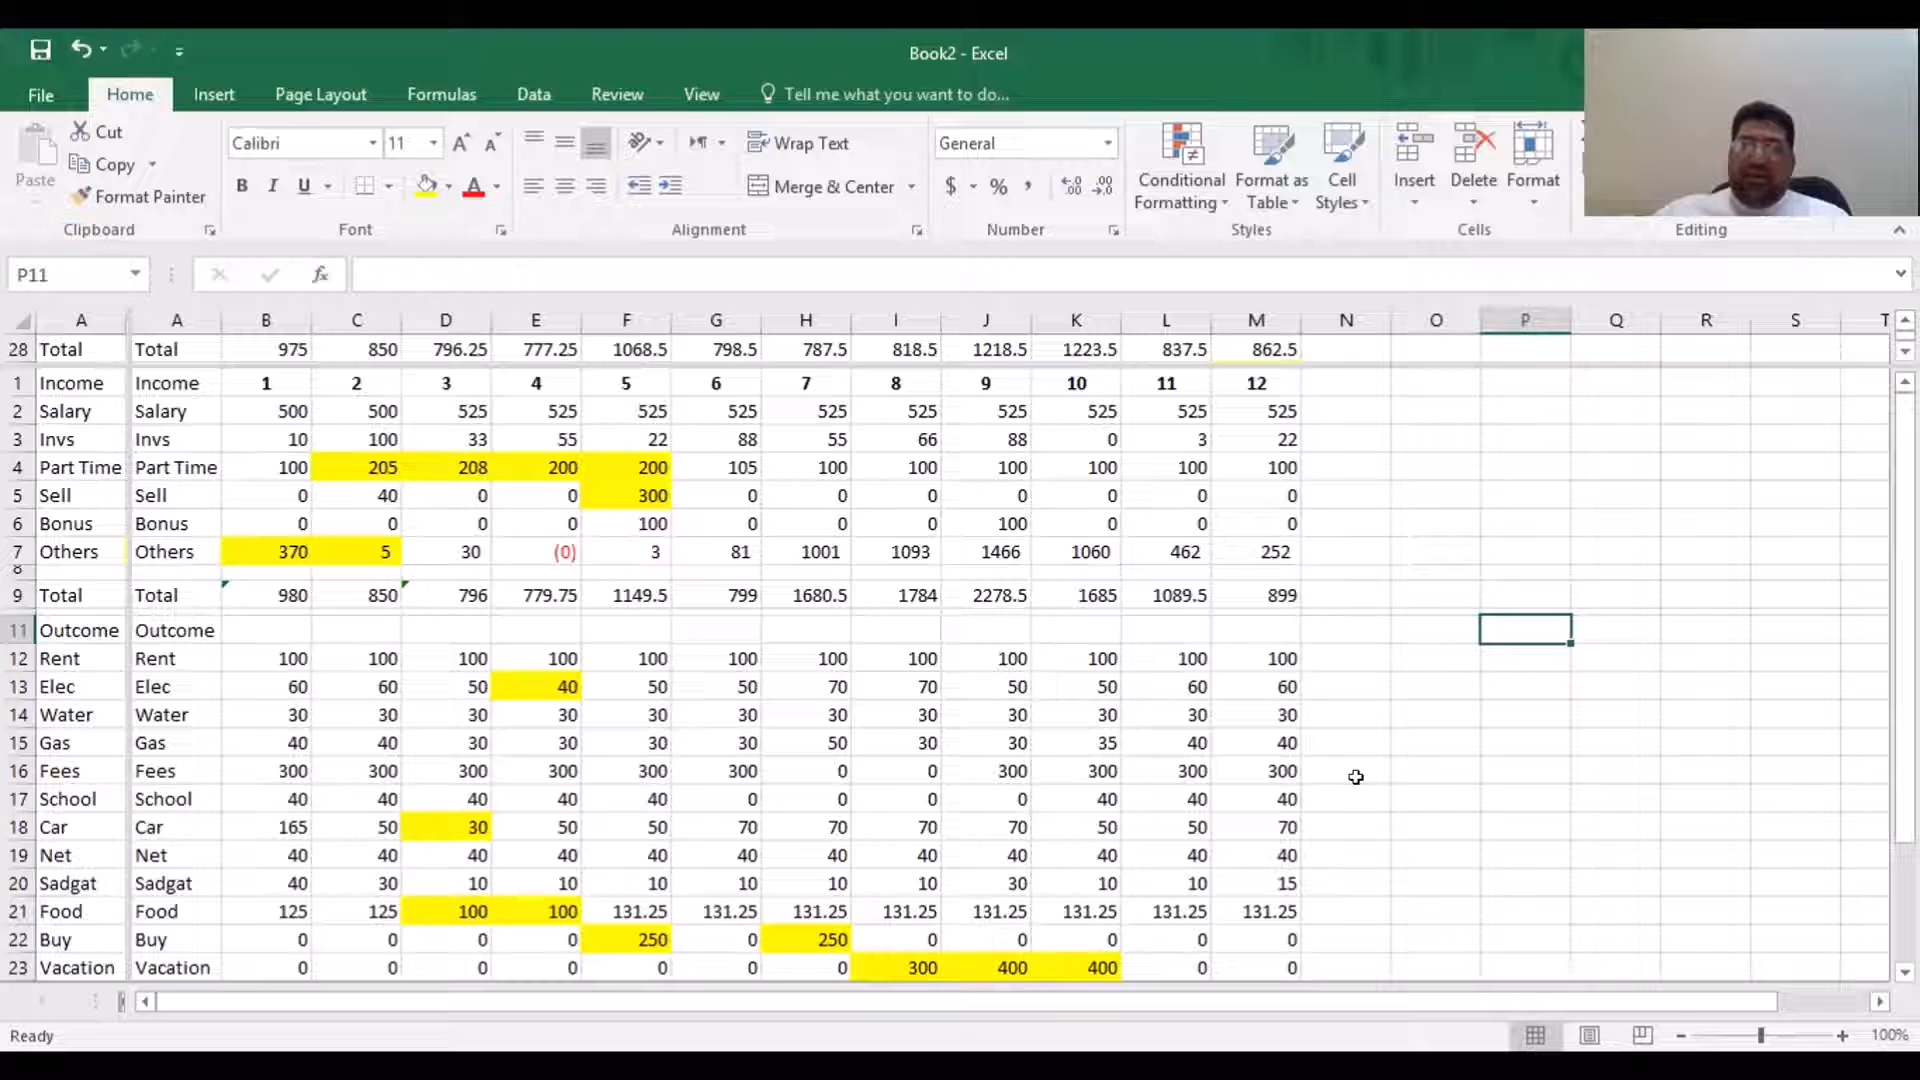 Book2 - Excel
File Home Insert Page Layout Formulas Data Review View Tell me what you want to do...
Paste Cut Copy Format Painter Clipboard
Calibri 11 A A B I U A Font
Wrap Text Merge & Center Alignment
General $ % , .00 .00 Number
Conditional Formatting Format as Table Cell Styles Styles
Insert Delete Format Cells
Editing
P11 fx
A A B C D E F G H I J K L M N O P Q R S T
28 Total Total 975 850 796.25 777.25 1068.5 798.5 787.5 818.5 1218.5 1223.5 837.5 862.5
1 Income Income 1 2 3 4 5 6 7 8 9 10 11 12
2 Salary Salary 500 500 525 525 525 525 525 525 525 525 525 525
3 Invs Invs 10 100 33 55 22 88 55 66 88 0 3 22
4 Part Time Part Time 100 205 208 200 200 105 100 100 100 100 100 100
5 Sell Sell 0 40 0 0 300 0 0 0 0 0 0 0
6 Bonus Bonus 0 0 0 0 100 0 0 0 100 0 0 0
7 Others Others 370 5 30 (0) 3 81 1001 1093 1466 1060 462 252
8
9 Total Total 980 850 796 779.75 1149.5 799 1680.5 1784 2278.5 1685 1089.5 899
11 Outcome Outcome
12 Rent Rent 100 100 100 100 100 100 100 100 100 100 100 100
13 Elec Elec 60 60 50 40 50 50 70 70 50 50 60 60
14 Water Water 30 30 30 30 30 30 30 30 30 30 30 30
15 Gas Gas 40 40 30 30 30 30 50 30 30 35 40 40
16 Fees Fees 300 300 300 300 300 300 0 0 300 300 300 300
17 School School 40 40 40 40 40 0 0 0 0 40 40 40
18 Car Car 165 50 30 50 50 70 70 70 70 50 50 70
19 Net Net 40 40 40 40 40 40 40 40 40 40 40 40
20 Sadgat Sadgat 40 30 10 10 10 10 10 10 30 10 10 15
21 Food Food 125 125 100 100 131.25 131.25 131.25 131.25 131.25 131.25 131.25 131.25
22 Buy Buy 0 0 0 0 250 0 250 0 0 0 0 0
23 Vacation Vacation 0 0 0 0 0 0 0 300 400 400 0 0
Ready 100%